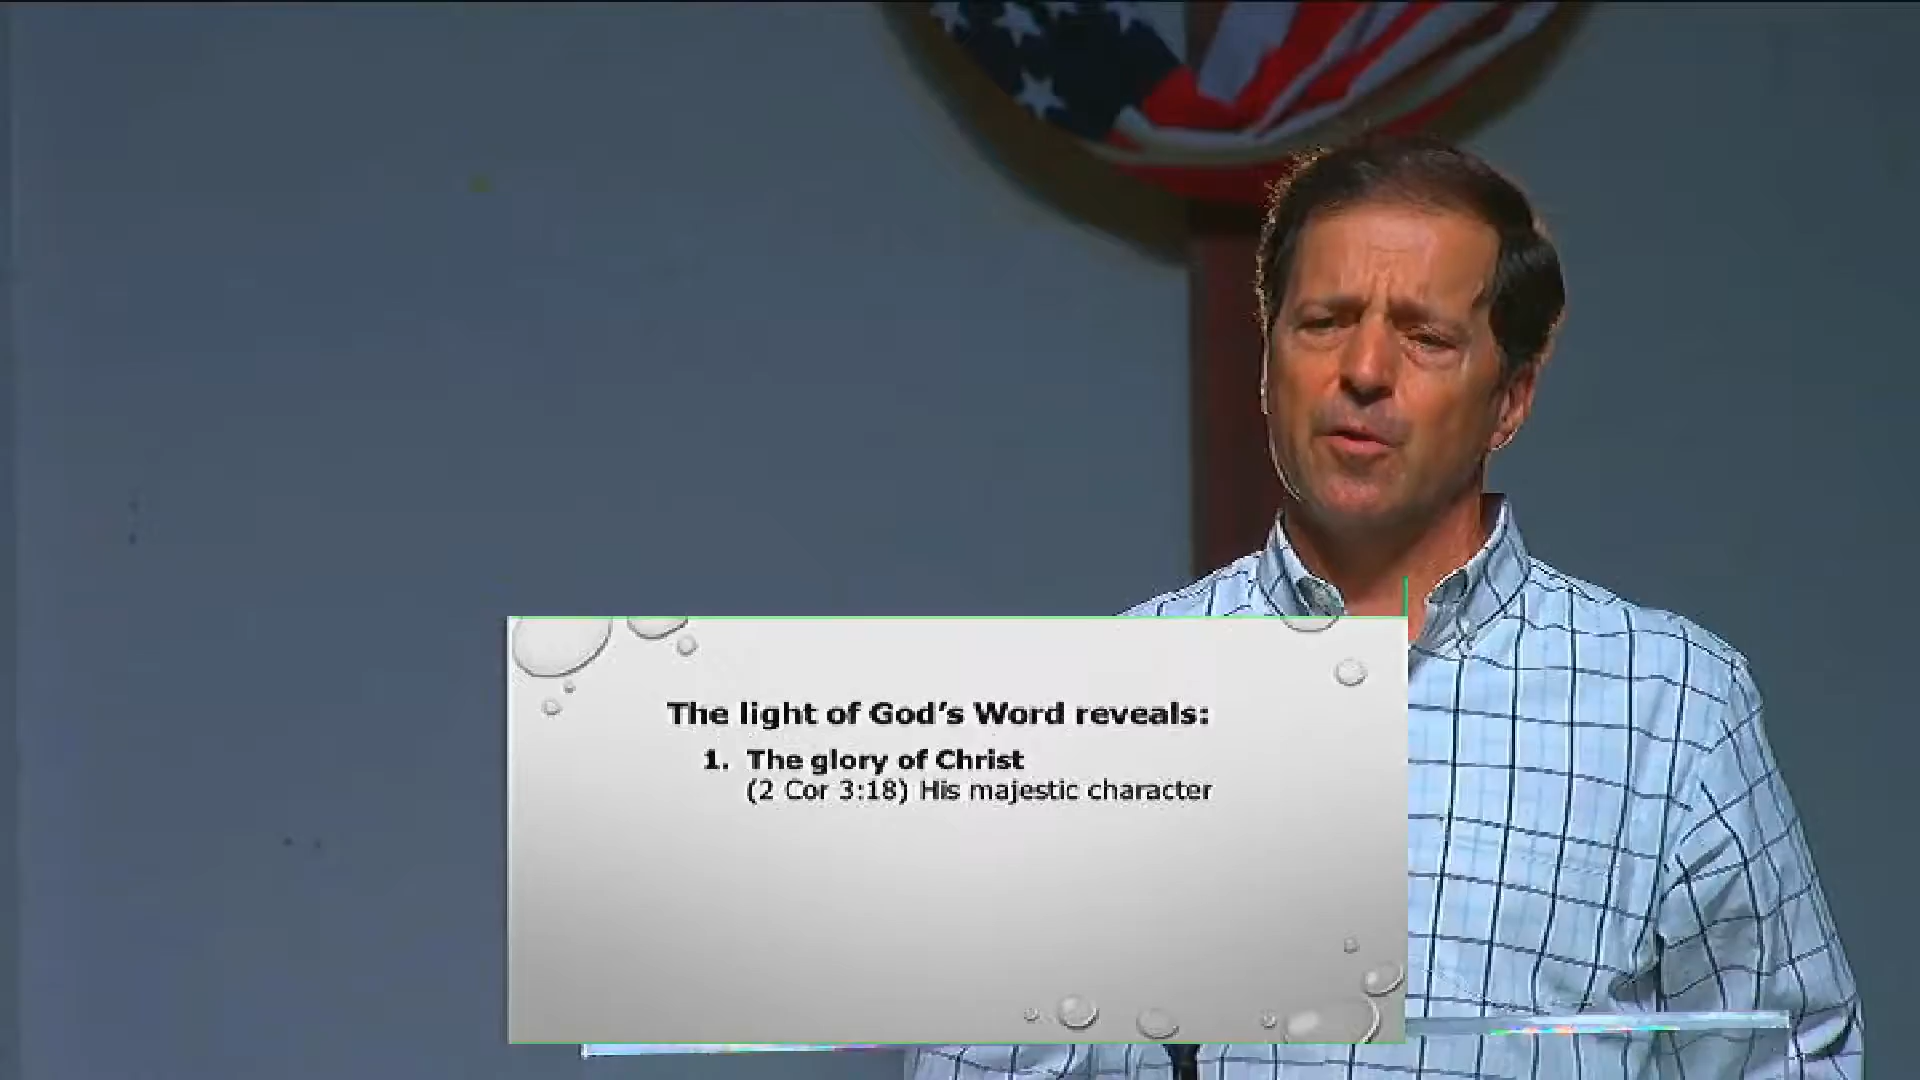 The light of God's Word reveals:
1. The glory of Christ
(2 Cor 3:18) His majestic character